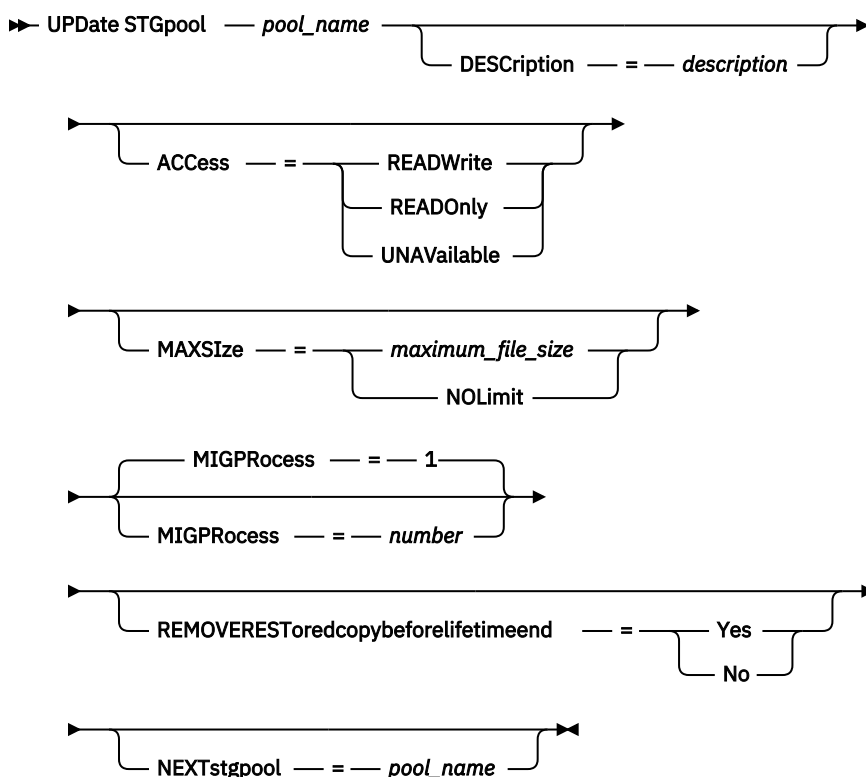 UPDate STGpool — pool_name
DESCription — = — description
ACCess — = — READWrite
READOnly
UNAVailable
MAXSIze — = — maximum_file_size
NOLimit
MIGPRocess — = — 1
MIGPRocess — = — number
REMOVERESToredcopybeforelifetimeend — = — Yes
No
NEXTstgpool — = — pool_name